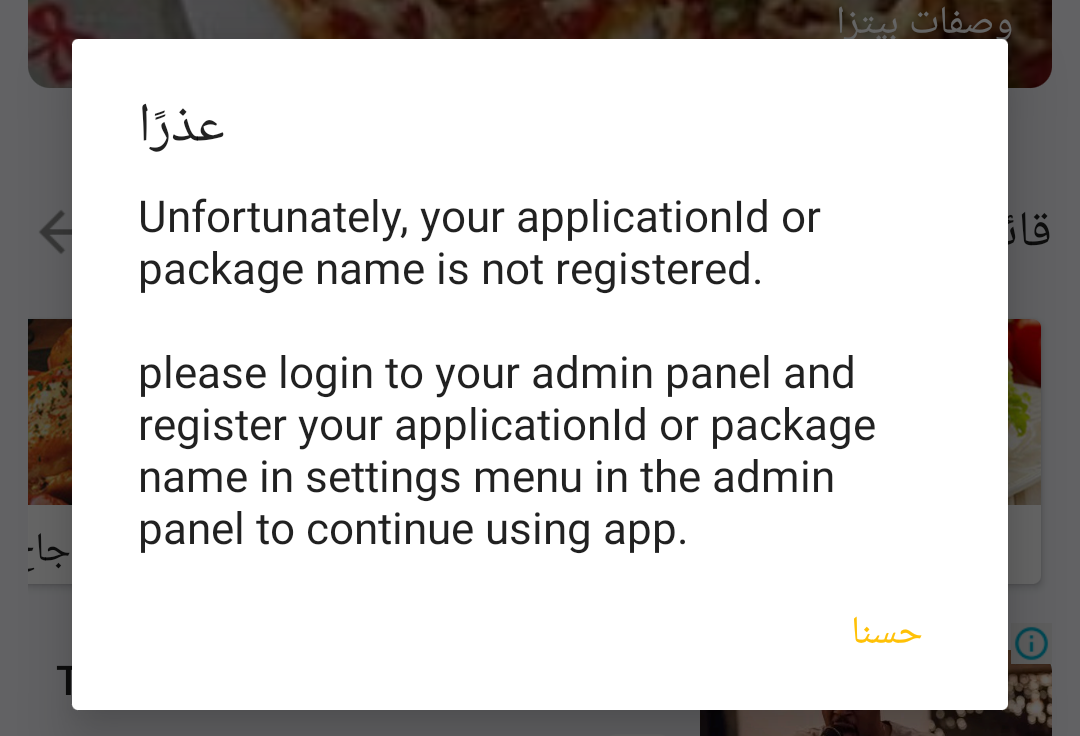 وصفات بيتزا
عذرًا
Unfortunately, your applicationId or
package name is not registered.
please login to your admin panel and
register your applicationId or package
name in settings menu in the admin
panel to continue using app.
حسنا